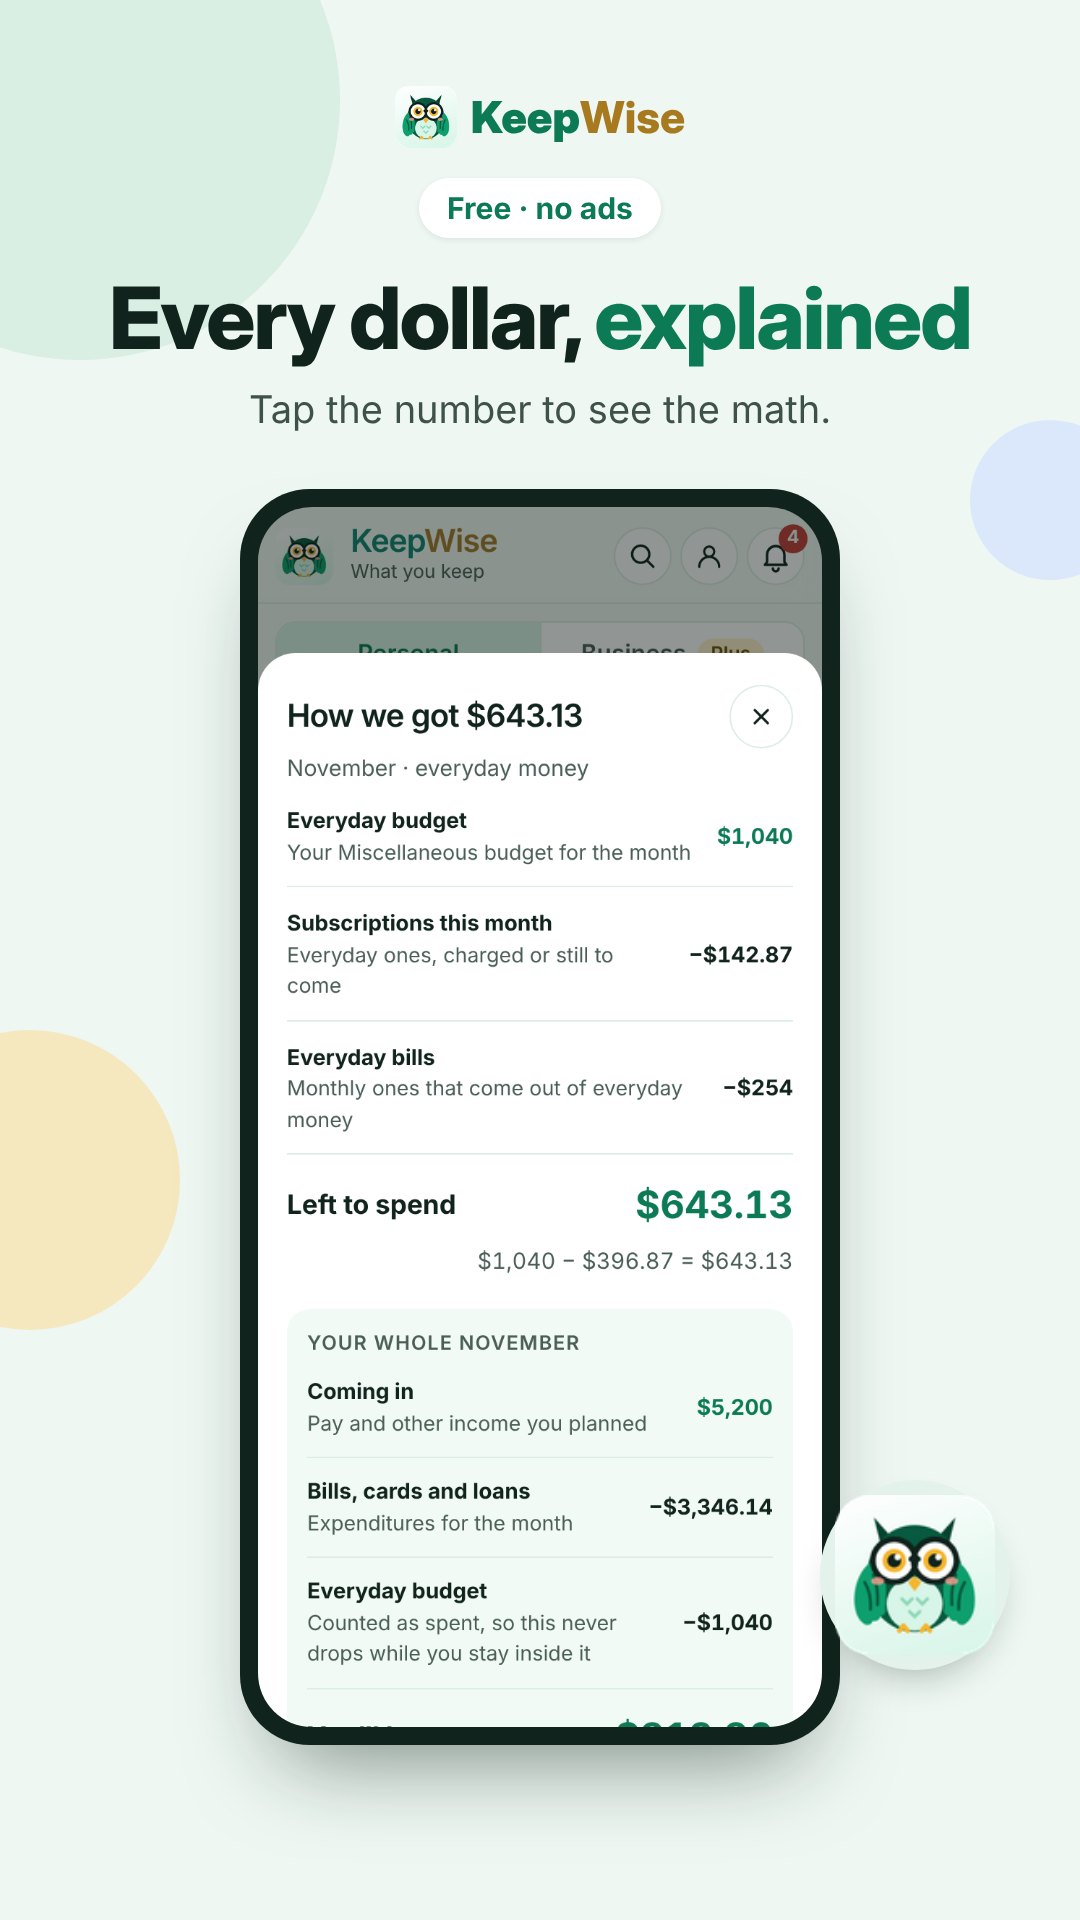 KeepWise
Free · no ads
Every dollar, explained
Tap the number to see the math.
KeepWise
What you keep
4
Personal
Business
Plus
How we got $643.13
November · everyday money
Everyday budget
$1,040
Your Miscellaneous budget for the month
Subscriptions this month
Everyday ones, charged or still to
come
−$142.87
Everyday bills
Monthly ones that come out of everyday
money
−$254
Left to spend
$643.13
$1,040 − $396.87 = $643.13
YOUR WHOLE NOVEMBER
Coming in
Pay and other income you planned
$5,200
Bills, cards and loans
Expenditures for the month
−$3,346.14
Everyday budget
Counted as spent, so this never
drops while you stay inside it
−$1,040